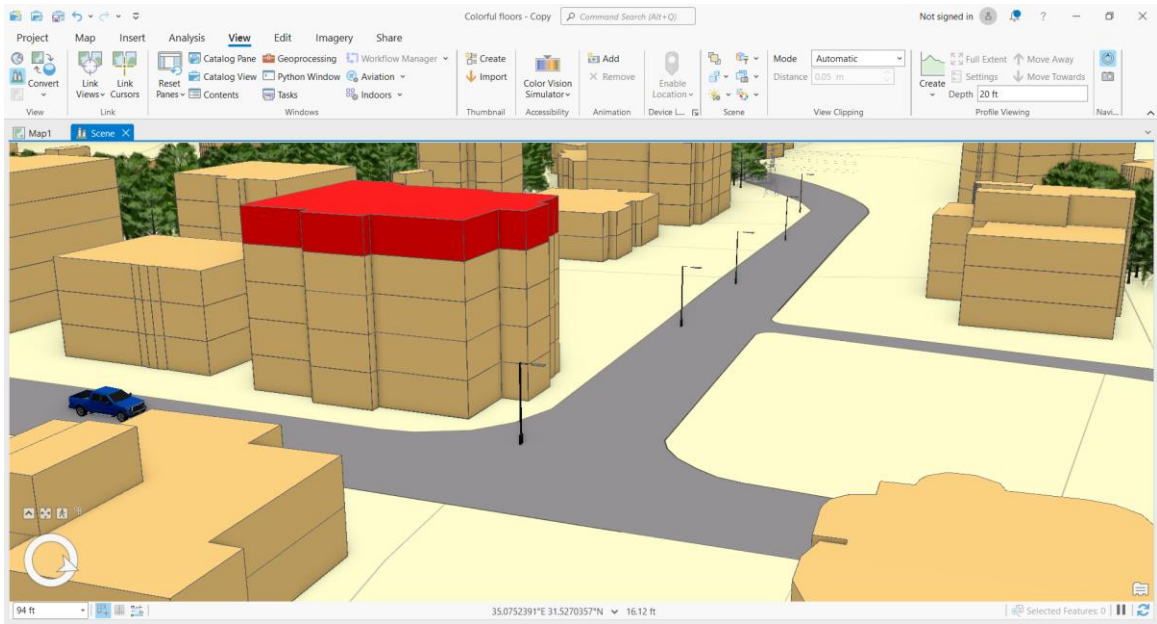 Colorful floors - Copy
Command Search (Alt+Q)
Not signed in
?
Project Map Insert Analysis View Edit Imagery Share
Convert
Link Views
Link Cursors
Reset Panes
Catalog Pane
Catalog View
Contents
Geoprocessing
Python Window
Tasks
Workflow Manager
Aviation
Indoors
Create
Import
Color Vision Simulator
Add
Remove
Enable Location
Mode Automatic
Distance 0.05 m
Create
Full Extent
Move Away
Settings
Move Towards
Depth 20 ft
View Link Windows Thumbnail Accessibility Animation Device L... Scene View Clipping Profile Viewing Navi...
Map1 Scene
94 ft
35.0752391°E 31.5270357°N 16.12 ft
Selected Features: 0